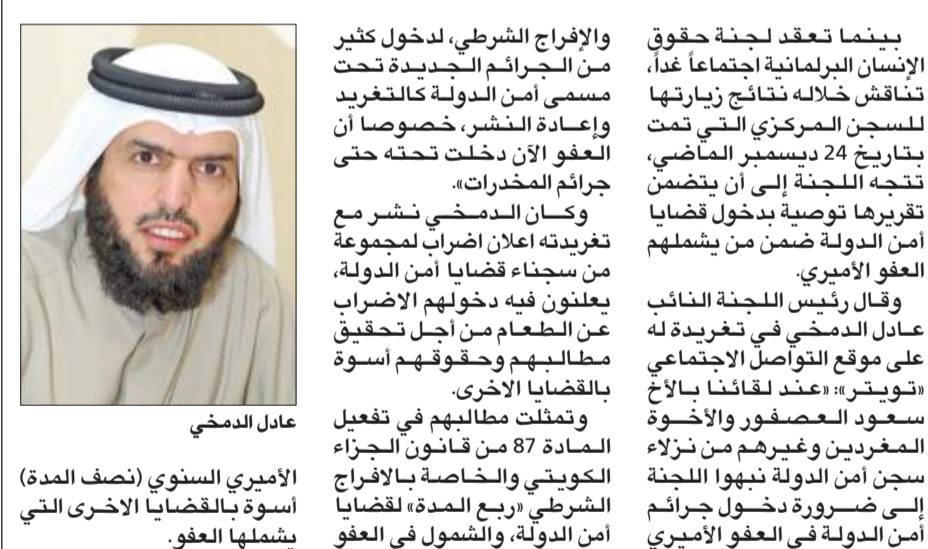 بينما تعقد لجنة حقوق
الإنسان البرلمانية اجتماعاً غداً،
تناقش خلاله نتائج زيارتها
للسجن المركزي التي تمت
بتاريخ 24 ديسمبر الماضي،
تتجه اللجنة إلى أن يتضمن
تقريرها توصية بدخول قضايا
أمن الدولة ضمن من يشملهم
العفو الأميري.
وقال رئيس اللجنة النائب
عادل الدمخي في تغريدة له
على موقع التواصل الاجتماعي
«تويتر»: «عند لقائنا بالأخ
سعود العصفور والأخوة
المغردين وغيرهم من نزلاء
سجن أمن الدولة نبهوا اللجنة
إلى ضرورة دخول جرائم
أمن الدولة في العفو الأميري
والإفراج الشرطي، لدخول كثير
من الجرائم الجديدة تحت
مسمى أمن الدولة كالتغريد
وإعادة النشر، خصوصا أن
العفو الآن دخلت تحته حتى
جرائم المخدرات».
وكان الدمخي نشر مع
تغريدته اعلان اضراب لمجموعة
من سجناء قضايا أمن الدولة،
يعلنون فيه دخولهم الاضراب
عن الطعام من أجل تحقيق
مطالبهم وحقوقهم أسوة
بالقضايا الاخرى.
وتمثلت مطالبهم في تفعيل
المادة 87 من قانون الجزاء
الكويتي والخاصة بالافراج
الشرطي «ربع المدة» لقضايا
أمن الدولة، والشمول في العفو
عادل الدمخي
الأميري السنوي (نصف المدة)
أسوة بالقضايا الاخرى التي
يشملها العفو.